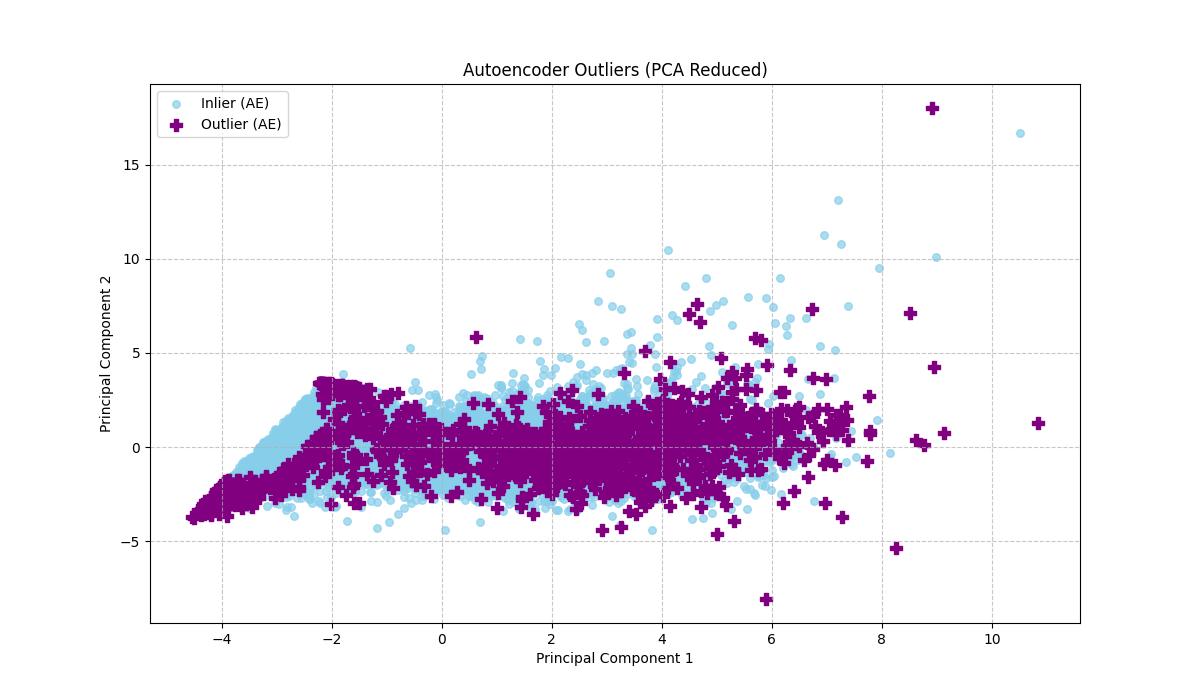 Autoencoder Outliers (PCA Reduced)
Inlier (AE)
Outlier (AE)
Principal Component 2
15
10
5
0
−5
−4
−2
0
2
4
6
8
10
Principal Component 1